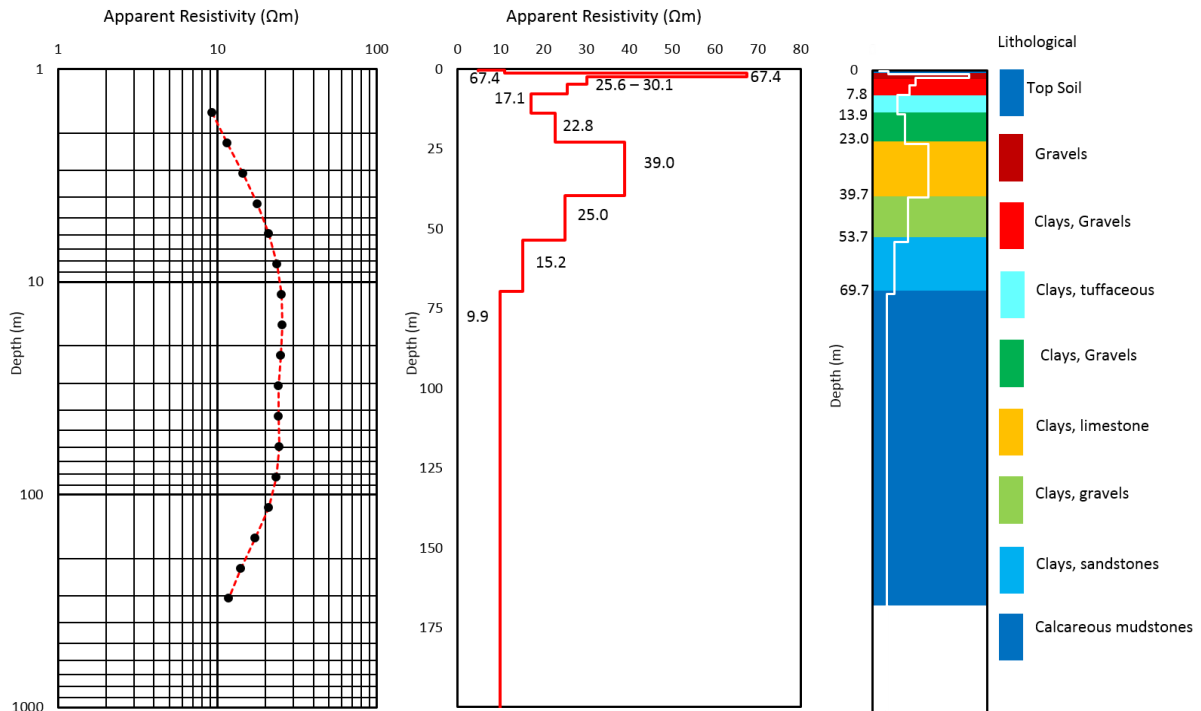 Apparent Resistivity (Ωm)
1 10 100
1
10
100
1000
Depth (m)
Apparent Resistivity (Ωm)
0 10 20 30 40 50 60 70 80
0
25
50
75
100
125
150
175
Depth (m)
67.4
67.4
25.6 – 30.1
17.1
22.8
39.0
25.0
15.2
9.9
0
7.8
13.9
23.0
39.7
53.7
69.7
Depth (m)
Lithological
Top Soil
Gravels
Clays, Gravels
Clays, tuffaceous
Clays, Gravels
Clays, limestone
Clays, gravels
Clays, sandstones
Calcareous mudstones